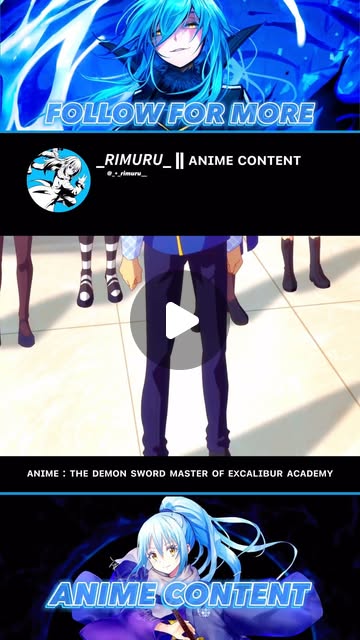 FOLLOW FOR MORE
_RIMURU_ || ANIME CONTENT
@_+_rimuru__
ANIME : THE DEMON SWORD MASTER OF EXCALIBUR ACADEMY
ANIME CONTENT